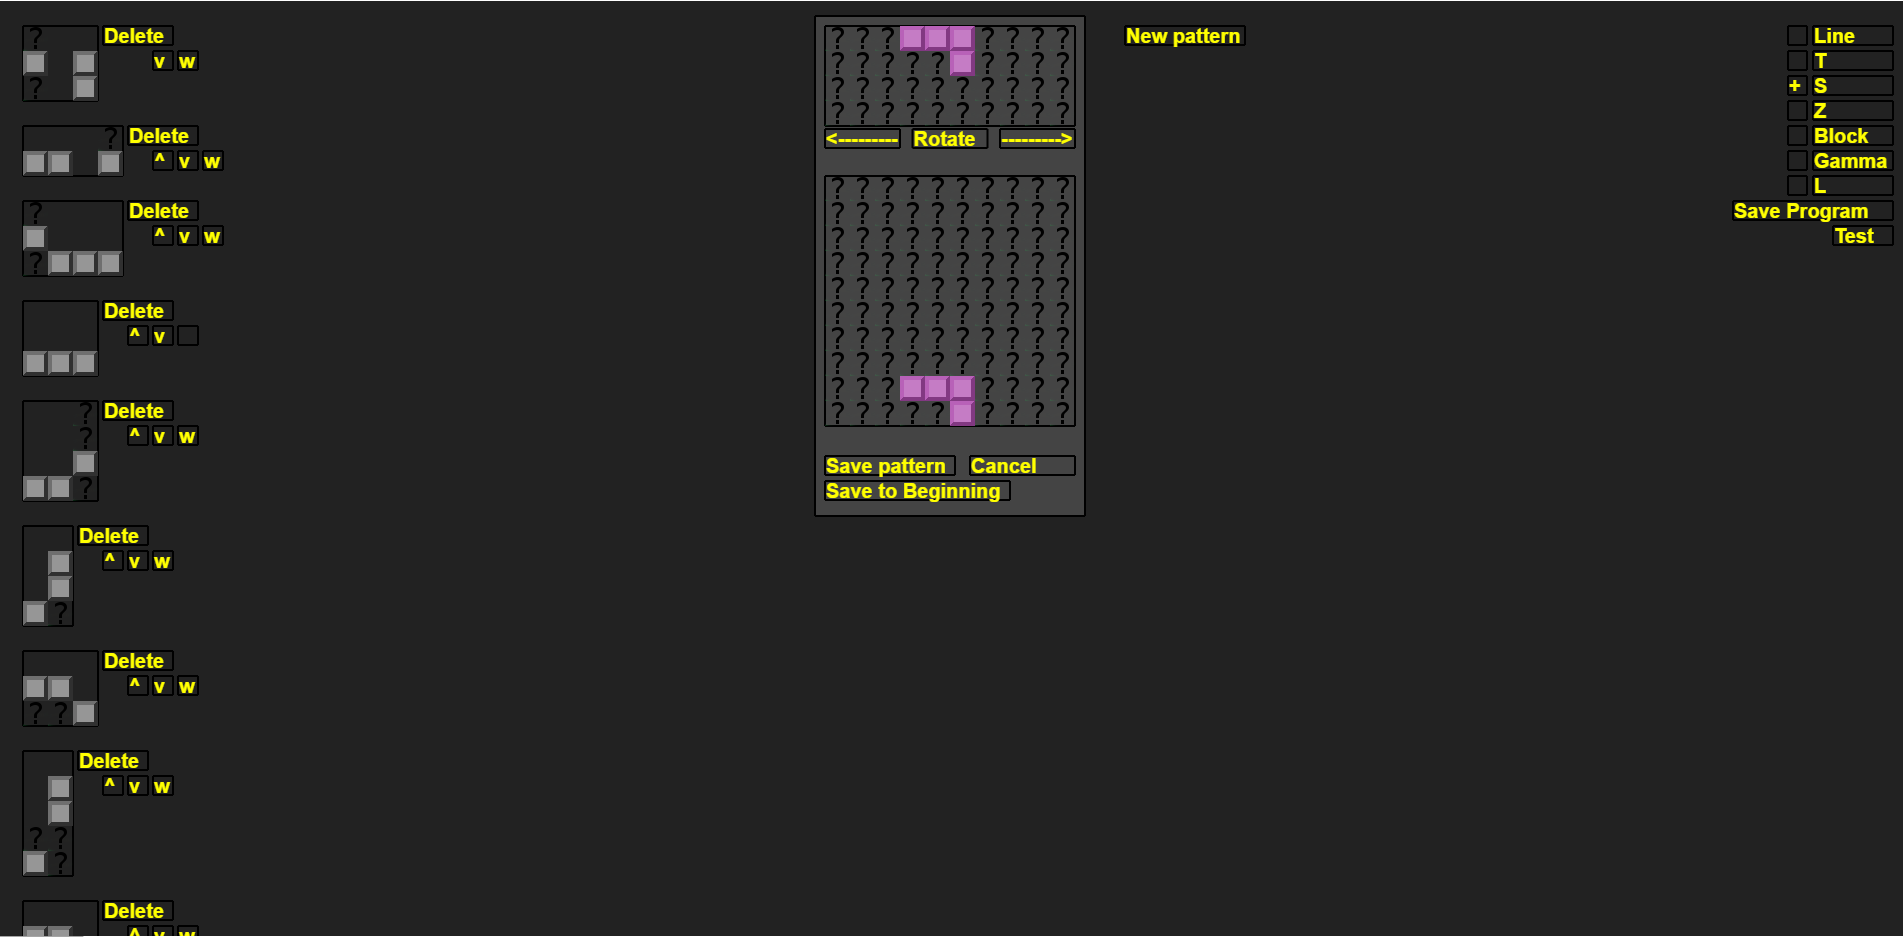 ? Delete
v w
?
? Delete
^ v w
? Delete
^ v w
?
Delete
^ v
? Delete
? ^ v w
?
Delete
^ v w
?
Delete
^ v w
? ?
Delete
^ v w
? ?
?
Delete
^ v w
? ? ? ? ? ? ?
? ? ? ? ? ? ? ? ?
? ? ? ? ? ? ? ? ? ?
? ? ? ? ? ? ? ? ? ?
<--------- Rotate --------->
? ? ? ? ? ? ? ? ? ?
? ? ? ? ? ? ? ? ? ?
? ? ? ? ? ? ? ? ? ?
? ? ? ? ? ? ? ? ? ?
? ? ? ? ? ? ? ? ? ?
? ? ? ? ? ? ? ? ? ?
? ? ? ? ? ? ? ? ? ?
? ? ? ? ? ? ? ? ? ?
? ? ? ? ? ? ?
? ? ? ? ? ? ? ? ?
Save pattern Cancel
Save to Beginning
New pattern
Line
T
+ S
Z
Block
Gamma
L
Save Program
Test